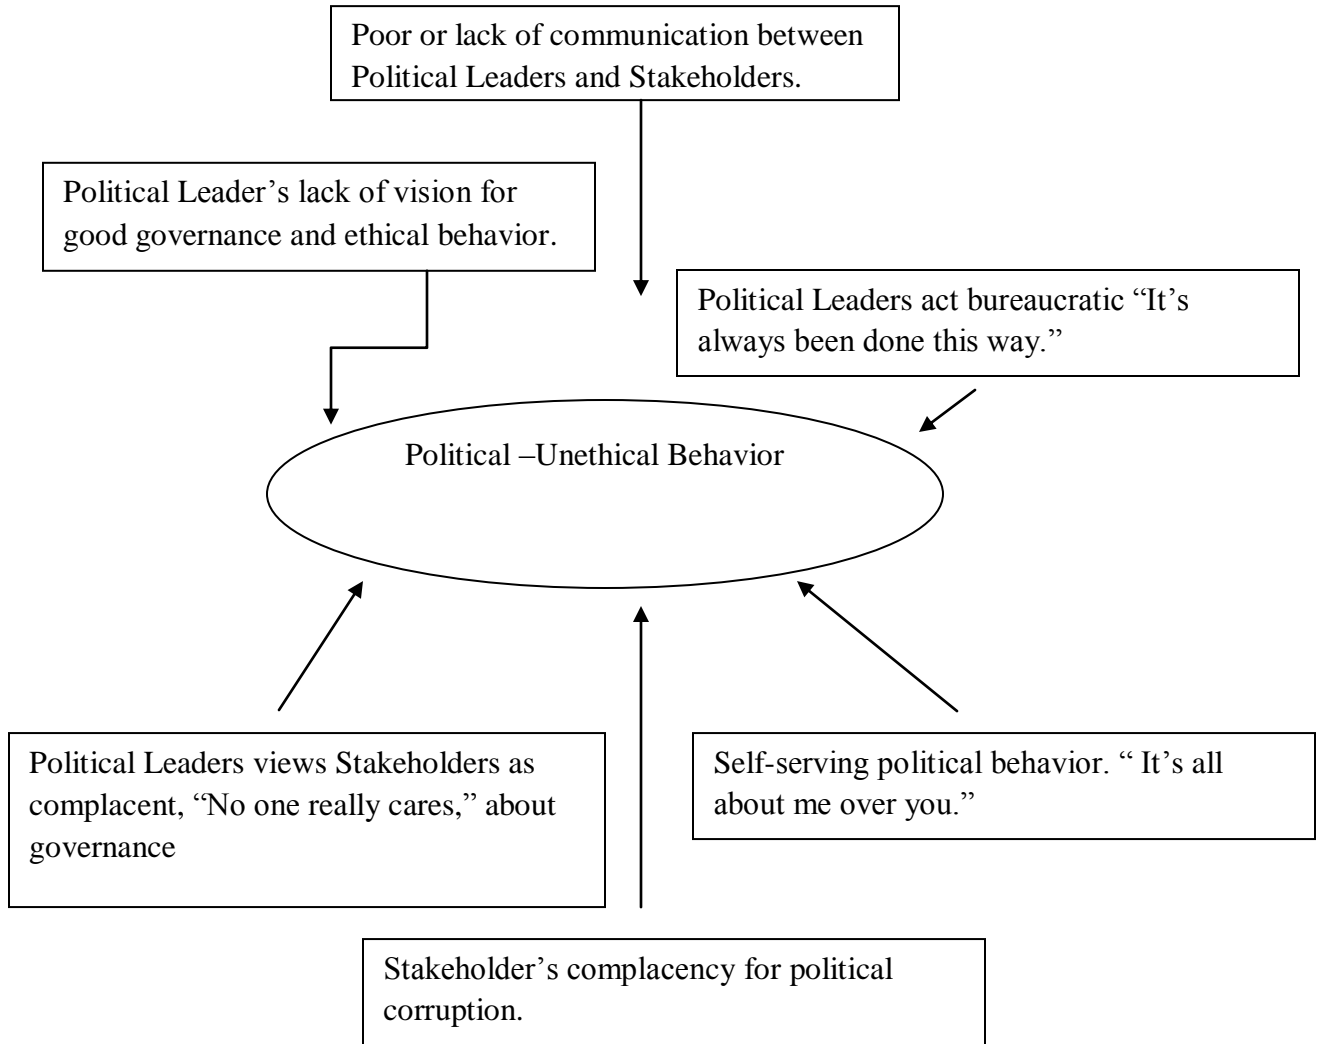 Poor or lack of communication between
Political Leaders and Stakeholders.
Political Leader’s lack of vision for
good governance and ethical behavior.
Political Leaders act bureaucratic “It’s
always been done this way.”
Political –Unethical Behavior
Political Leaders views Stakeholders as
complacent, “No one really cares,” about
governance
Self-serving political behavior. “ It’s all
about me over you.”
Stakeholder’s complacency for political
corruption.